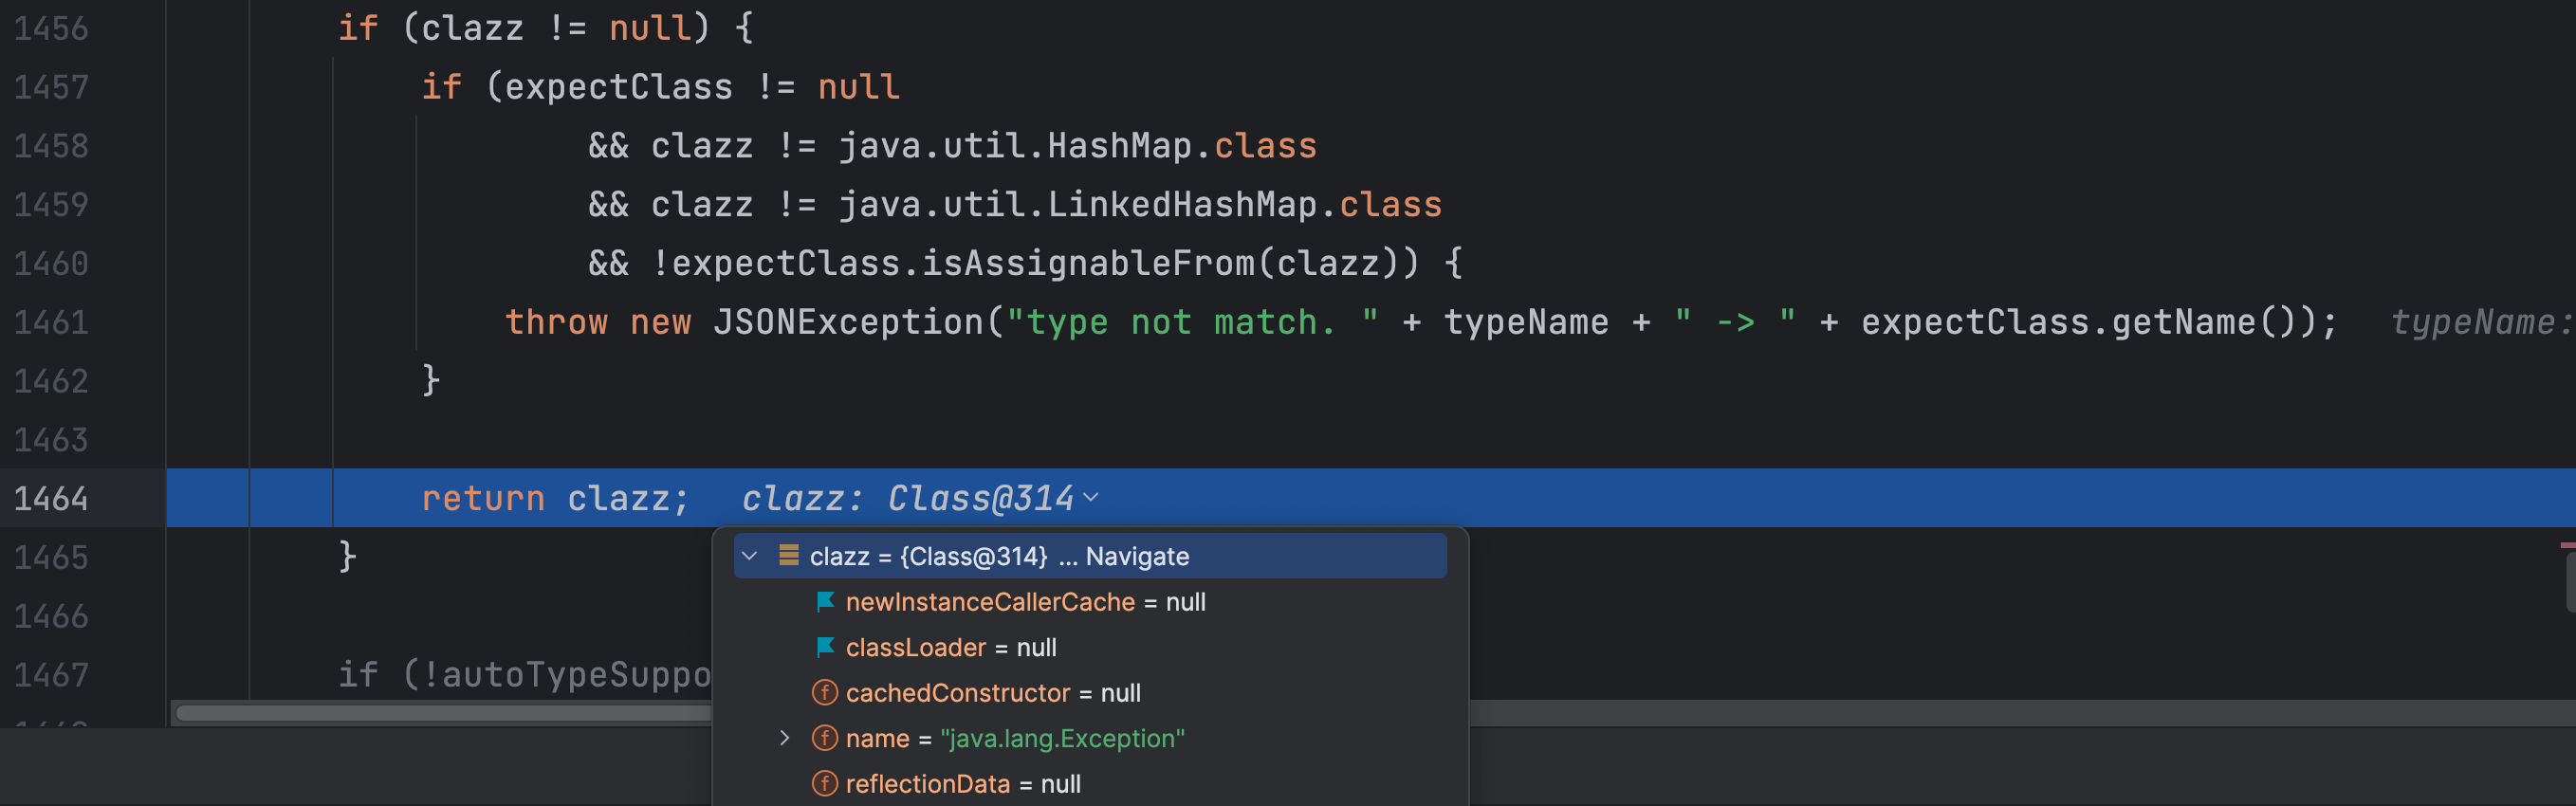 1456 if (clazz != null) {
1457 if (expectClass != null
1458 && clazz != java.util.HashMap.class
1459 && clazz != java.util.LinkedHashMap.class
1460 && !expectClass.isAssignableFrom(clazz)) {
1461 throw new JSONException("type not match. " + typeName + " -> " + expectClass.getName()); typeName:
1462 }
1463
1464 return clazz; clazz: Class@314
clazz = {Class@314} ... Navigate
1465 }
newInstanceCallerCache = null
1466
classLoader = null
1467 if (!autoTypeSuppo
cachedConstructor = null
name = "java.lang.Exception"
reflectionData = null